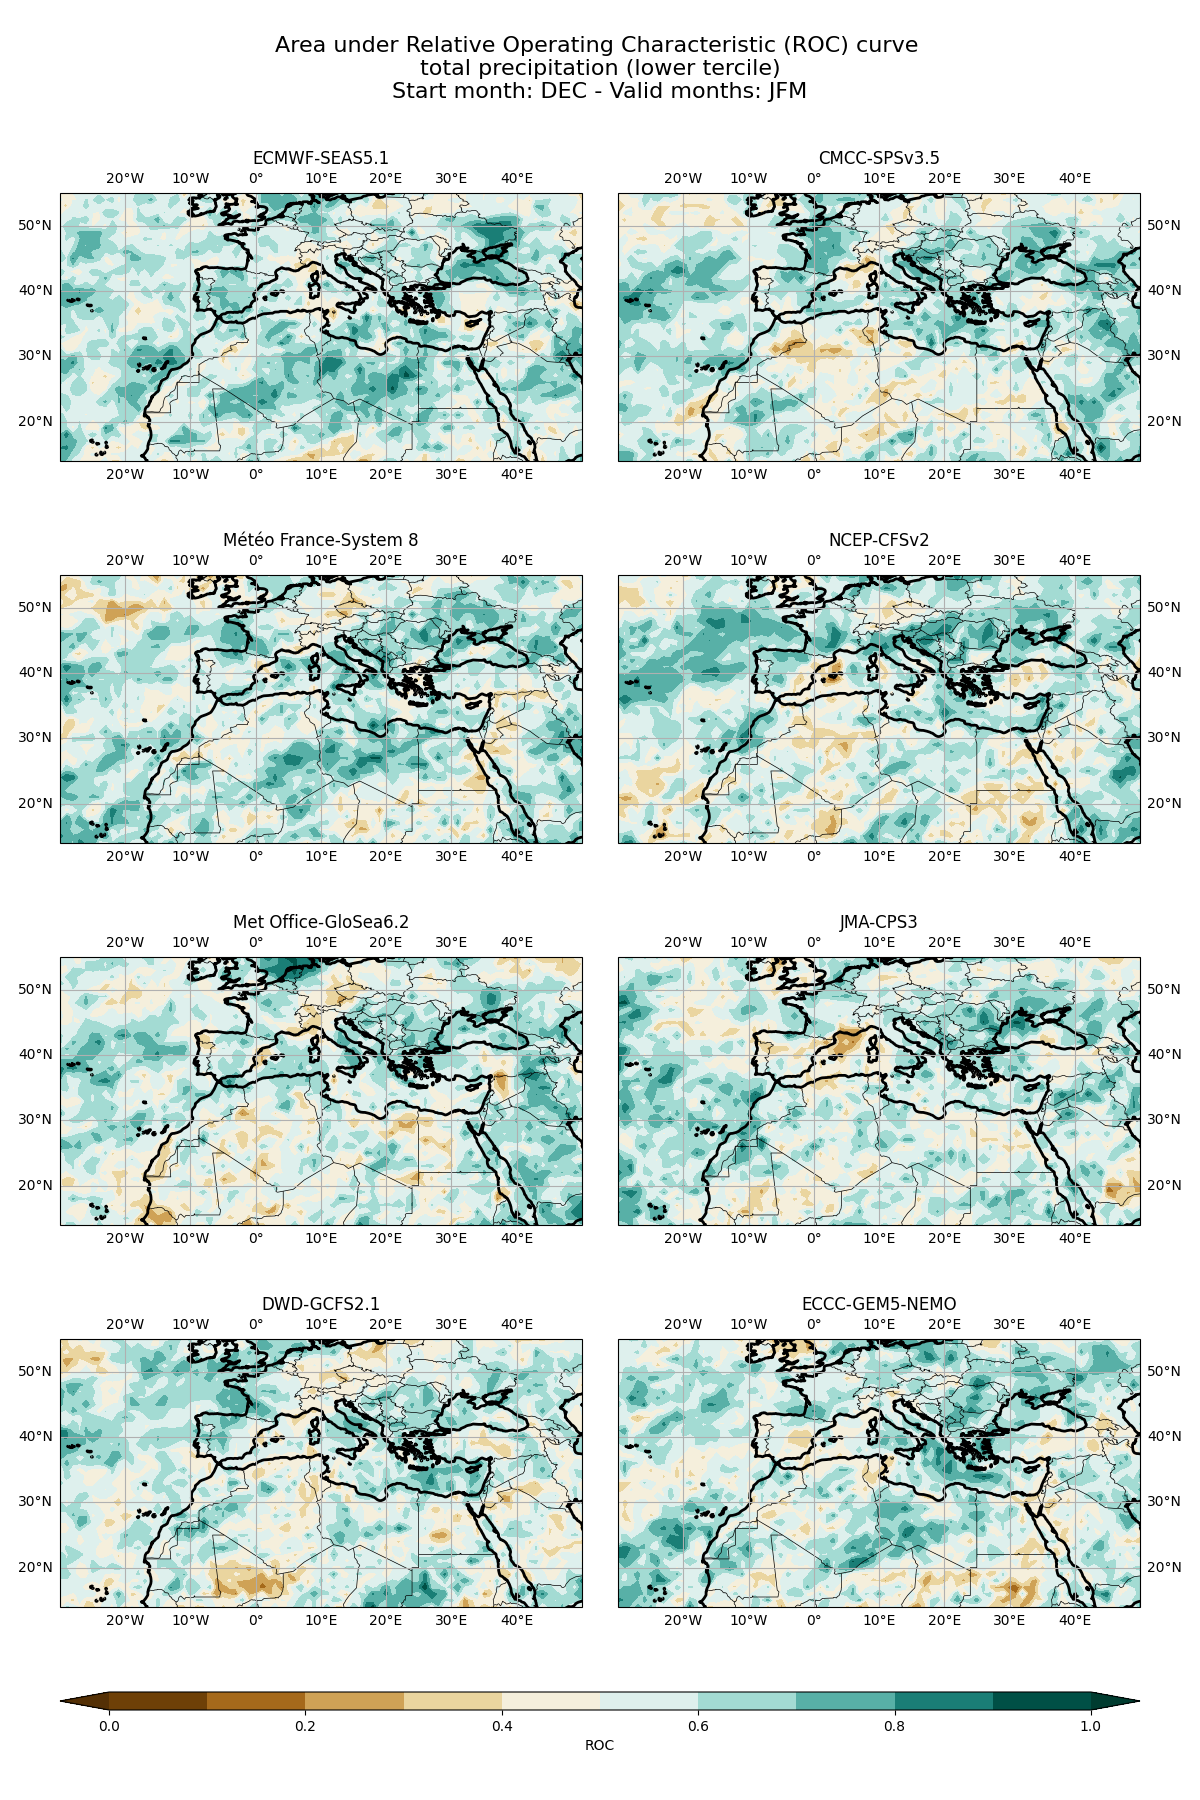 Area under Relative Operating Characteristic (ROC) curve
total precipitation (lower tercile)
Start month: DEC - Valid months: JFM
ECMWF-SEAS5.1
20°W 10°W 0° 10°E 20°E 30°E 40°E
50°N
40°N
30°N
20°N
20°W 10°W 0° 10°E 20°E 30°E 40°E
CMCC-SPSv3.5
20°W 10°W 0° 10°E 20°E 30°E 40°E
50°N
40°N
30°N
20°N
20°W 10°W 0° 10°E 20°E 30°E 40°E
Météo France-System 8
20°W 10°W 0° 10°E 20°E 30°E 40°E
50°N
40°N
30°N
20°N
20°W 10°W 0° 10°E 20°E 30°E 40°E
NCEP-CFSv2
20°W 10°W 0° 10°E 20°E 30°E 40°E
50°N
40°N
30°N
20°N
20°W 10°W 0° 10°E 20°E 30°E 40°E
Met Office-GloSea6.2
20°W 10°W 0° 10°E 20°E 30°E 40°E
50°N
40°N
30°N
20°N
20°W 10°W 0° 10°E 20°E 30°E 40°E
JMA-CPS3
20°W 10°W 0° 10°E 20°E 30°E 40°E
50°N
40°N
30°N
20°N
20°W 10°W 0° 10°E 20°E 30°E 40°E
DWD-GCFS2.1
20°W 10°W 0° 10°E 20°E 30°E 40°E
50°N
40°N
30°N
20°N
20°W 10°W 0° 10°E 20°E 30°E 40°E
ECCC-GEM5-NEMO
20°W 10°W 0° 10°E 20°E 30°E 40°E
50°N
40°N
30°N
20°N
20°W 10°W 0° 10°E 20°E 30°E 40°E
0.0 0.2 0.4 0.6 0.8 1.0
ROC